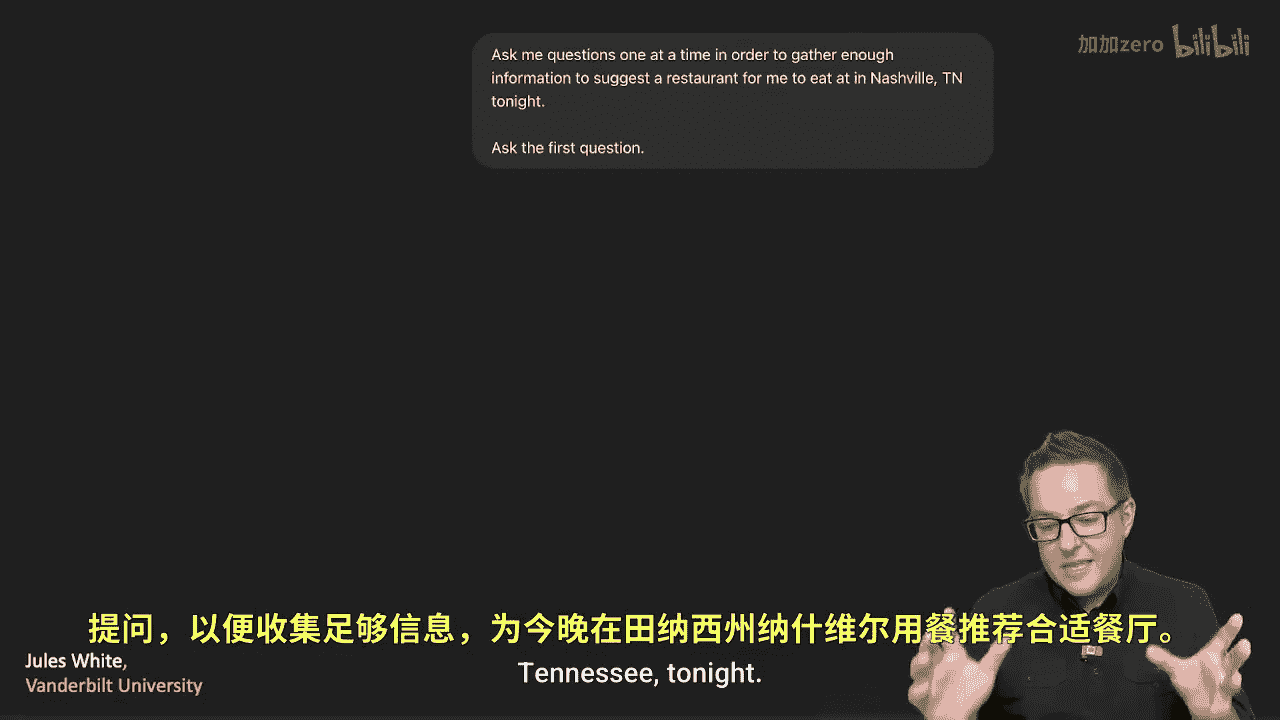 加加zero bilibili
Ask me questions one at a time in order to gather enough
information to suggest a restaurant for me to eat at in Nashville, TN
tonight.
Ask the first question.
提问，以便收集足够信息，为今晚在田纳西州纳什维尔用餐推荐合适餐厅。
Jules White,
Vanderbilt University
Tennessee, tonight.